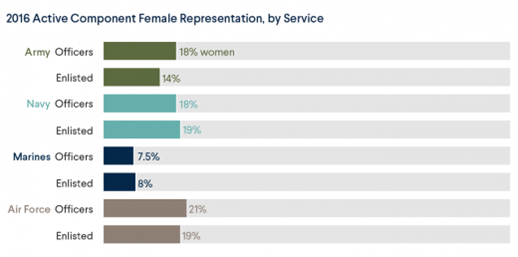 2016 Active Component Female Representation, by Service
Army Officers 18% women
Enlisted 14%
Navy Officers 18%
Enlisted 19%
Marines Officers 7.5%
Enlisted 8%
Air Force Officers 21%
Enlisted 19%